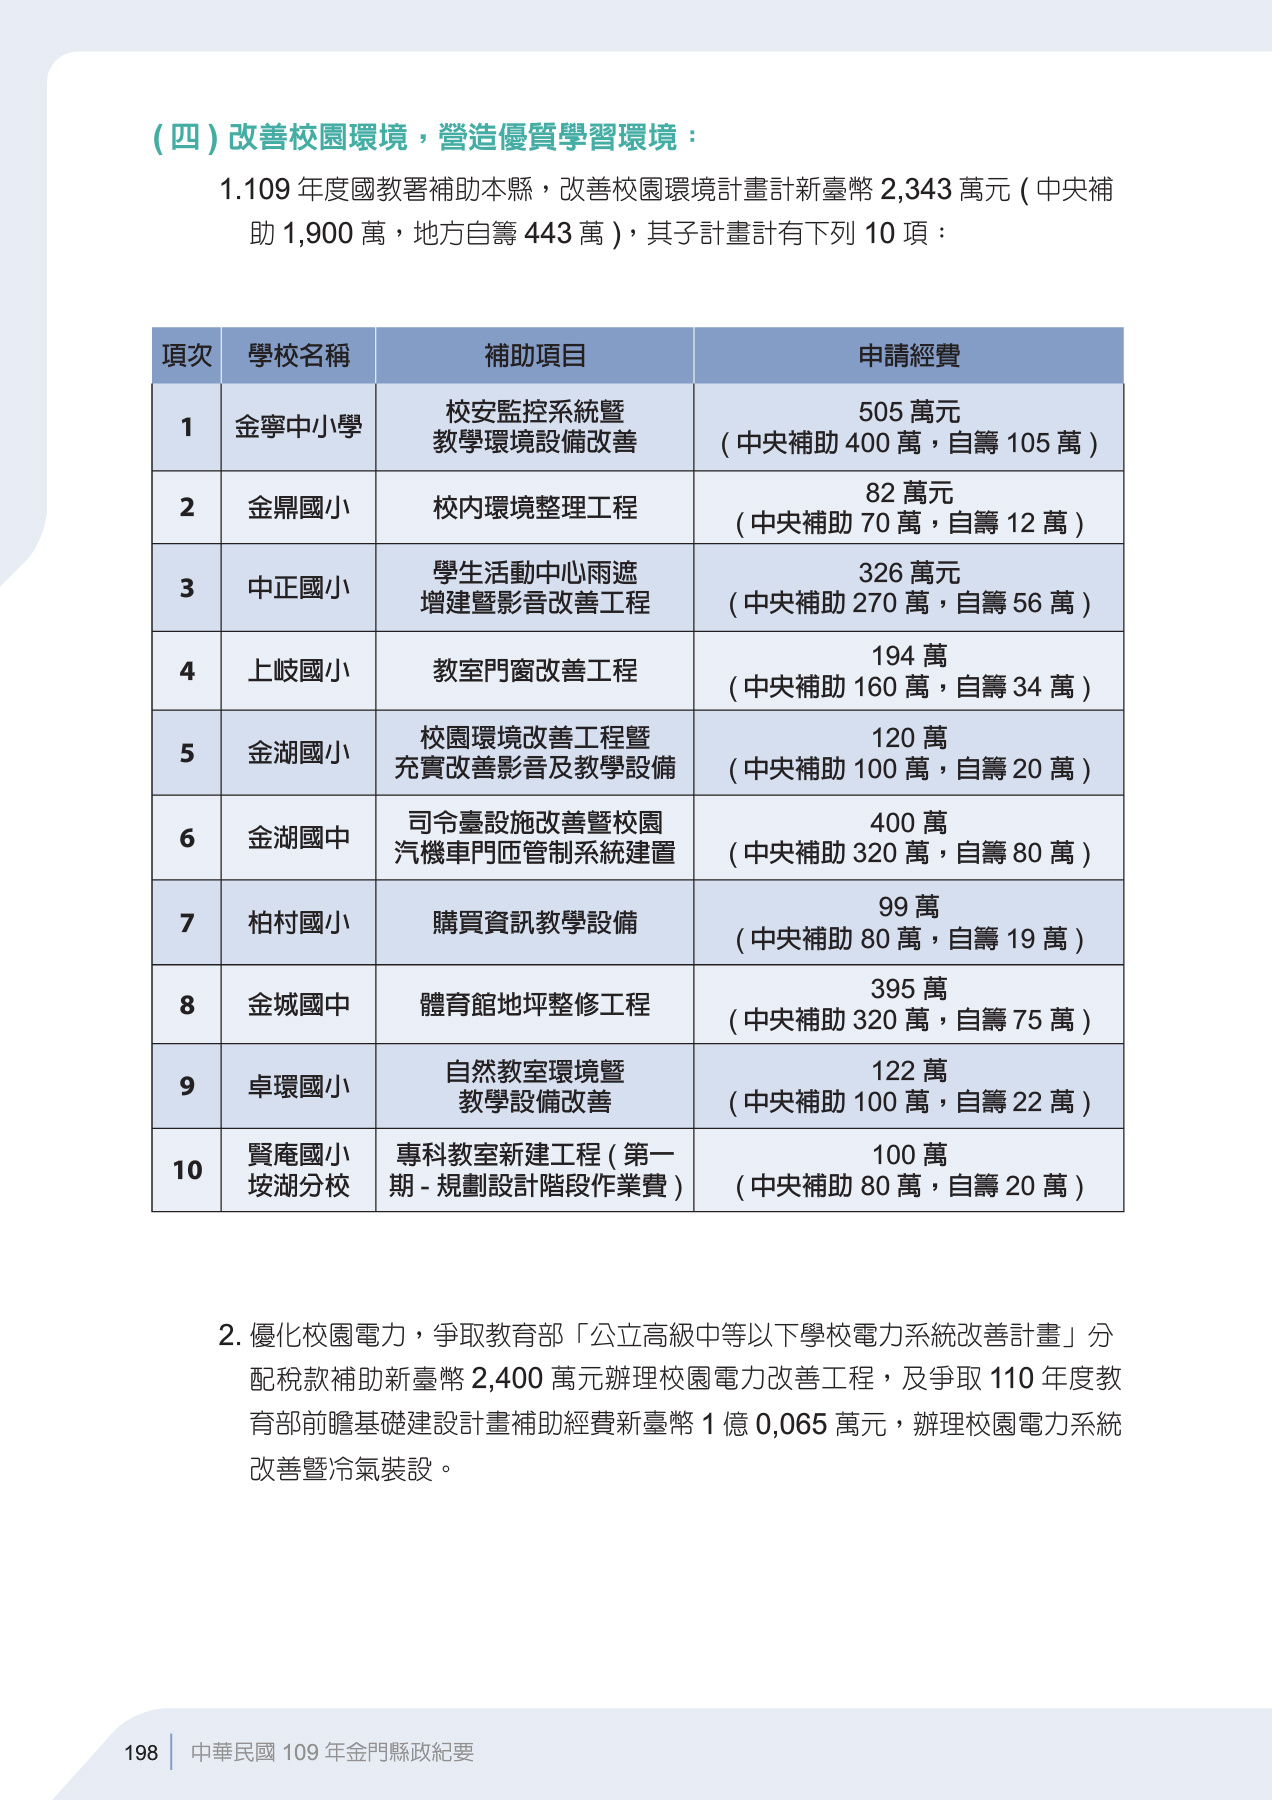 (四) 改善校園環境，營造優質學習環境：
1.109 年度國教署補助本縣，改善校園環境計畫計新臺幣 2,343 萬元 ( 中央補
助 1,900 萬，地方自籌 443 萬 )，其子計畫計有下列 10 項：
項次 學校名稱 補助項目 申請經費
1 金寧中小學 校安監控系統暨
教學環境設備改善 505 萬元
( 中央補助 400 萬，自籌 105 萬 )
2 金鼎國小 校內環境整理工程 82 萬元
( 中央補助 70 萬，自籌 12 萬 )
3 中正國小 學生活動中心雨遮
增建暨影音改善工程 326 萬元
( 中央補助 270 萬，自籌 56 萬 )
4 上岐國小 教室門窗改善工程 194 萬
( 中央補助 160 萬，自籌 34 萬 )
5 金湖國小 校園環境改善工程暨
充實改善影音及教學設備 120 萬
( 中央補助 100 萬，自籌 20 萬 )
6 金湖國中 司令臺設施改善暨校園
汽機車門匝管制系統建置 400 萬
( 中央補助 320 萬，自籌 80 萬 )
7 柏村國小 購買資訊教學設備 99 萬
( 中央補助 80 萬，自籌 19 萬 )
8 金城國中 體育館地坪整修工程 395 萬
( 中央補助 320 萬，自籌 75 萬 )
9 卓環國小 自然教室環境暨
教學設備改善 122 萬
( 中央補助 100 萬，自籌 22 萬 )
10 賢庵國小
垵湖分校 專科教室新建工程 ( 第一
期 - 規劃設計階段作業費 ) 100 萬
( 中央補助 80 萬，自籌 20 萬 )
2. 優化校園電力，爭取教育部「公立高級中等以下學校電力系統改善計畫」分
配稅款補助新臺幣 2,400 萬元辦理校園電力改善工程，及爭取 110 年度教
育部前瞻基礎建設計畫補助經費新臺幣 1 億 0,065 萬元，辦理校園電力系統
改善暨冷氣裝設。
198 中華民國 109 年金門縣政紀要